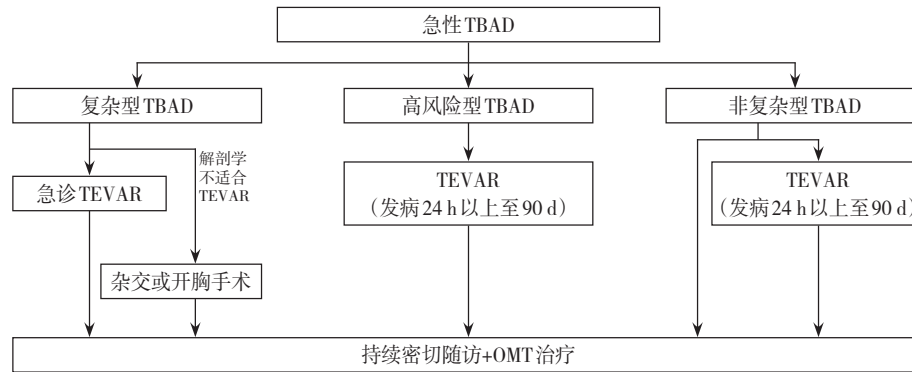 急性TBAD
复杂型TBAD
高风险型TBAD
非复杂型TBAD
解剖学
不适合
TEVAR
急诊TEVAR
TEVAR
（发病24 h以上至90 d）
TEVAR
（发病24 h以上至90 d）
杂交或开胸手术
持续密切随访+OMT治疗